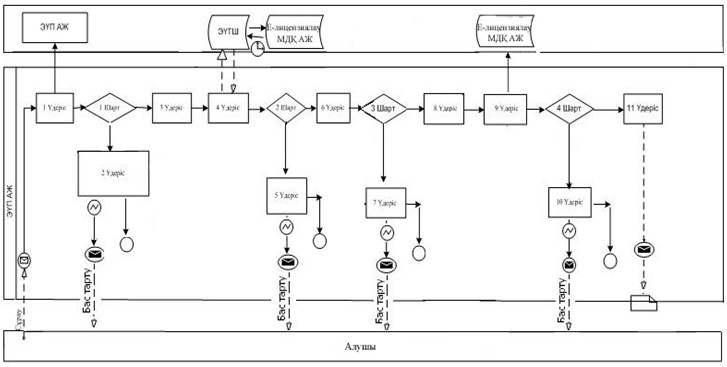 ЭҮП АЖ
ЭҮТШ
Е-лицензиялау
МДҚ АЖ
Е-лицензиялау
МДҚ АЖ
1 Үдеріс
1 Шарт
3 Үдеріс
4 Үдеріс
2 Шарт
6 Үдеріс
3 Шарт
8 Үдеріс
9 Үдеріс
4 Шарт
11 Үдеріс
2 Үдеріс
5 Үдеріс
7 Үдеріс
10 Үдеріс
ЭҮП АЖ
Бас тарту
Бас тарту
Бас тарту
Бас тарту
Сұрау
Алушы